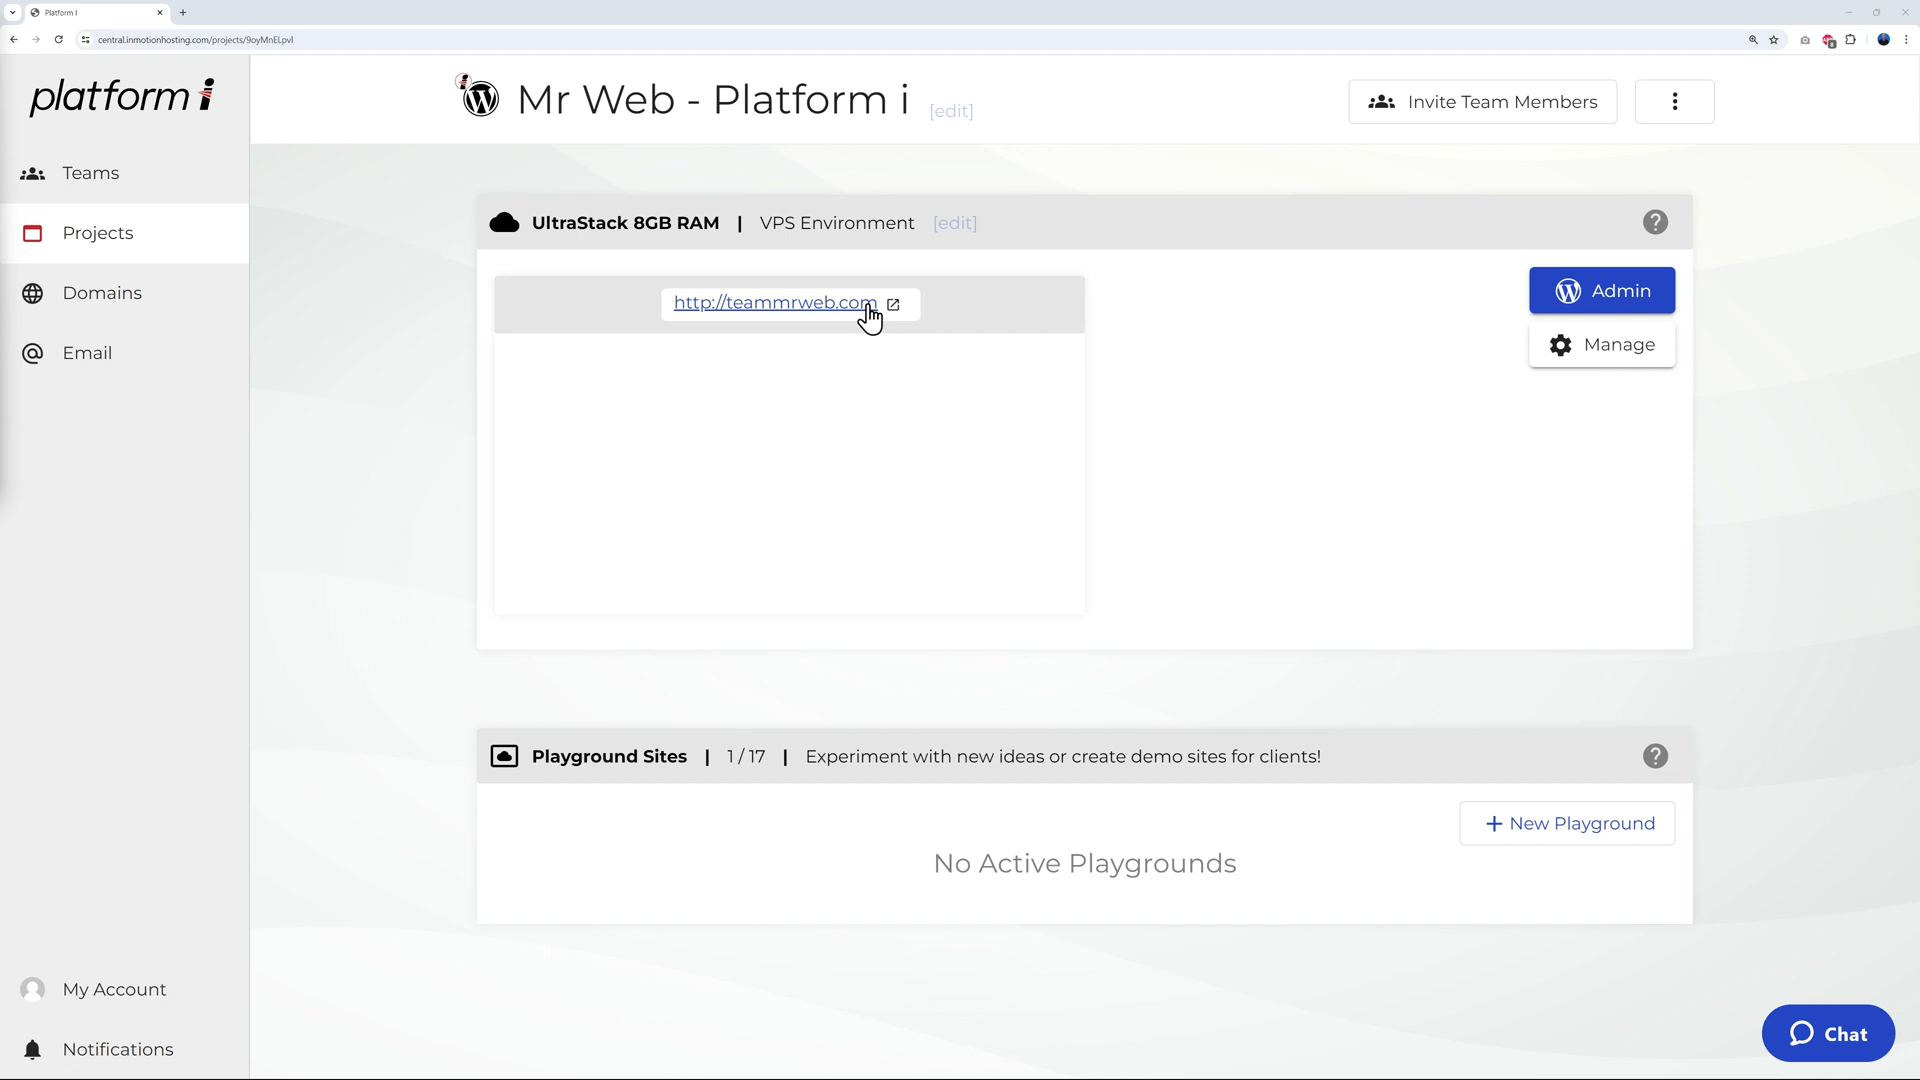 Platform I
central.inmotionhosting.com/projects/9oyMnELpvl
platform i
Teams
Projects
Domains
Email
My Account
Notifications
Mr Web - Platform i [edit]
Invite Team Members
UltraStack 8GB RAM | VPS Environment [edit]
http://teammrweb.com
Admin
Manage
Playground Sites | 1 / 17 | Experiment with new ideas or create demo sites for clients!
+ New Playground
No Active Playgrounds
Chat